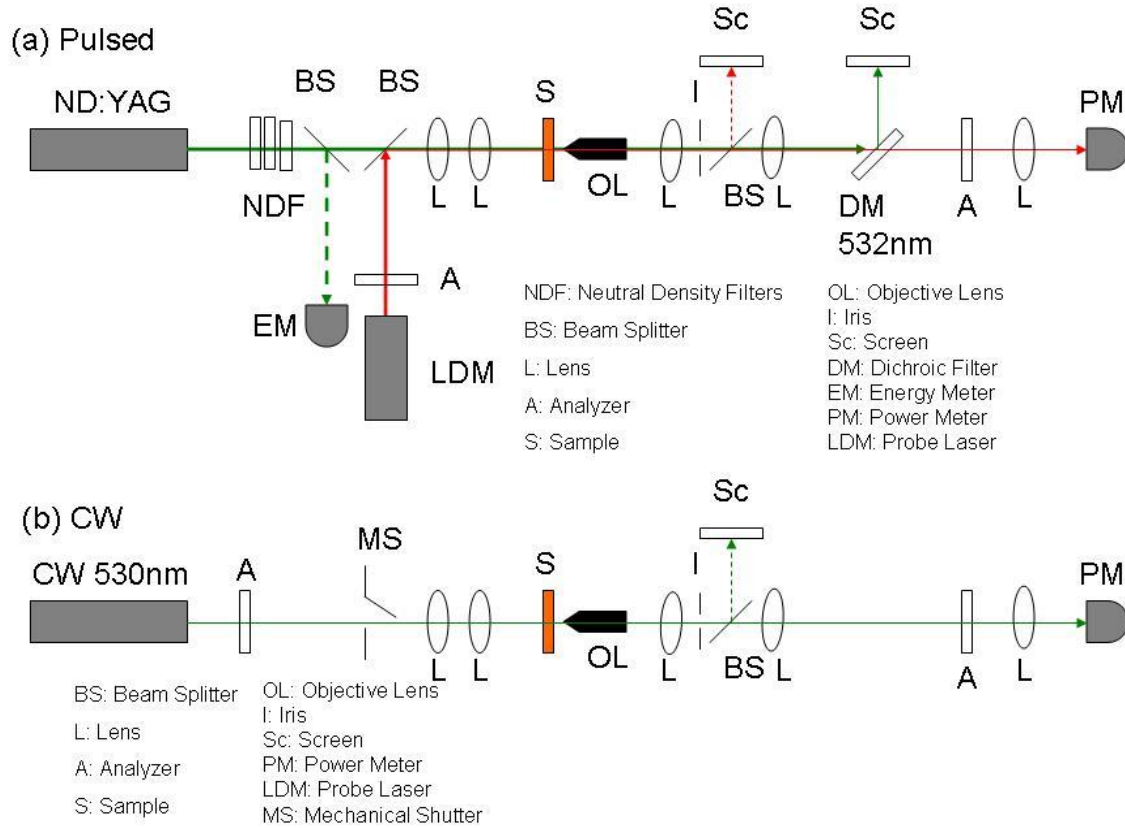 (a) Pulsed
Sc
Sc
BS
BS
ND:YAG
S
I
PM
NDF
L
L
OL
L
BS
L
DM
532nm
A
L
A
EM
LDM
NDF: Neutral Density Filters
BS: Beam Splitter
L: Lens
A: Analyzer
S: Sample
OL: Objective Lens
I: Iris
Sc: Screen
DM: Dichroic Filter
EM: Energy Meter
PM: Power Meter
LDM: Probe Laser
(b) CW
Sc
MS
CW 530nm
A
S
I
PM
L
L
OL
L
BS
L
A
L
BS: Beam Splitter
L: Lens
A: Analyzer
S: Sample
OL: Objective Lens
I: Iris
Sc: Screen
PM: Power Meter
LDM: Probe Laser
MS: Mechanical Shutter